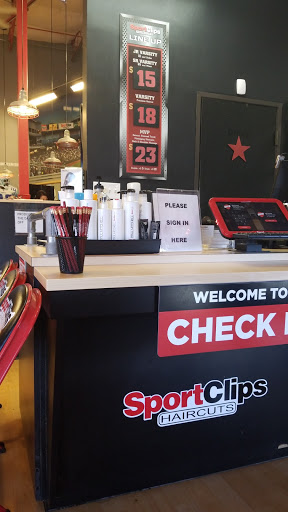 SportClips
LINEUP
JR VARSITY
SR VARSITY
$15
VARSITY
$18
MVP
$23
PLEASE
SIGN IN
HERE
WELCOME TO
CHECK
SportClips
HAIRCUTS